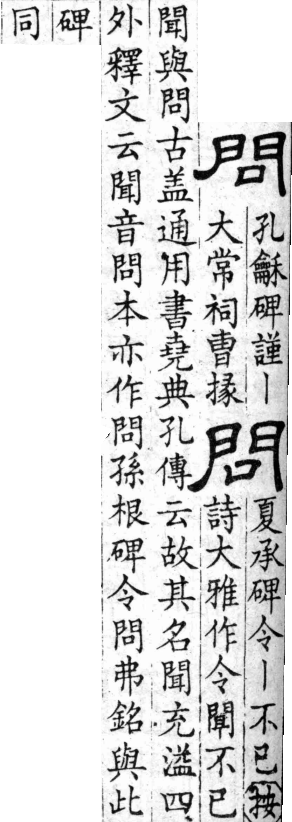 問
孔龢碑謹丨
大常祠曹掾
問
夏承碑令丨不已按
詩大雅作令聞不已
聞與問古盖通用書堯典孔傳云故其名聞充溢四
外釋文云聞音問本亦作問孫根碑令問弗銘與此
碑
同